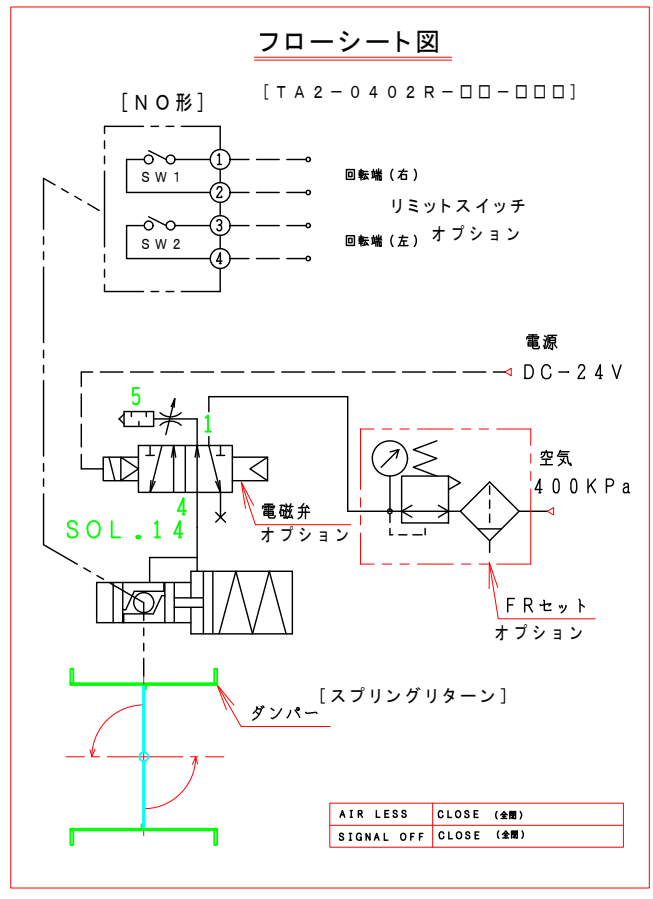 フローシート図
[TA2-0402R-□□-□□□]
[NO形]
1
SW1
2
回転端(右)
リミットスイッチ
オプション
3
SW2
4
回転端(左)
電源
DC-24V
5
1
空気
400KPa
4
SOL.14
電磁弁
オプション
FRセット
オプション
[スプリングリターン]
ダンパー
AIR LESS CLOSE (全閉)
SIGNAL OFF CLOSE (全閉)